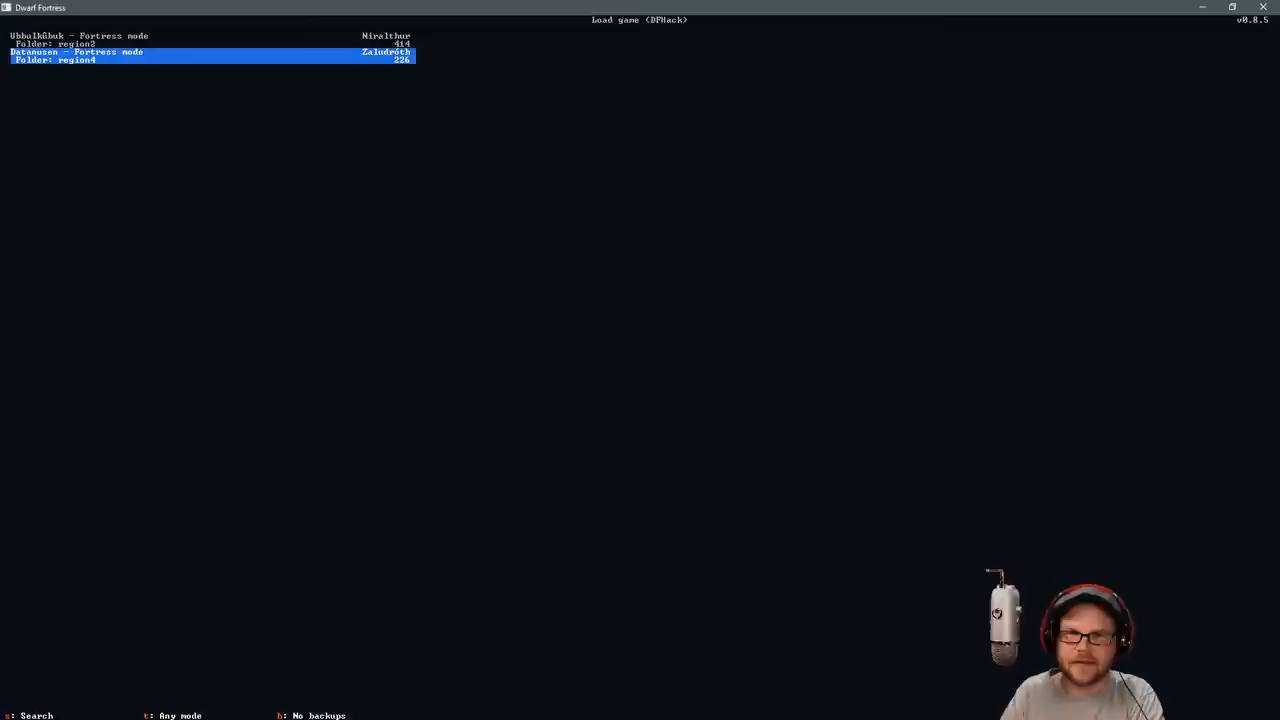 Dwarf Fortress
Load game (DFHack)
v0.8.5
Ubbulkûbuk - Fortress mode Niralthur
Folder: region2 414
Datanusen - Fortress mode Zaludróth
Folder: region4 226
s: Search t: Any mode b: No backups